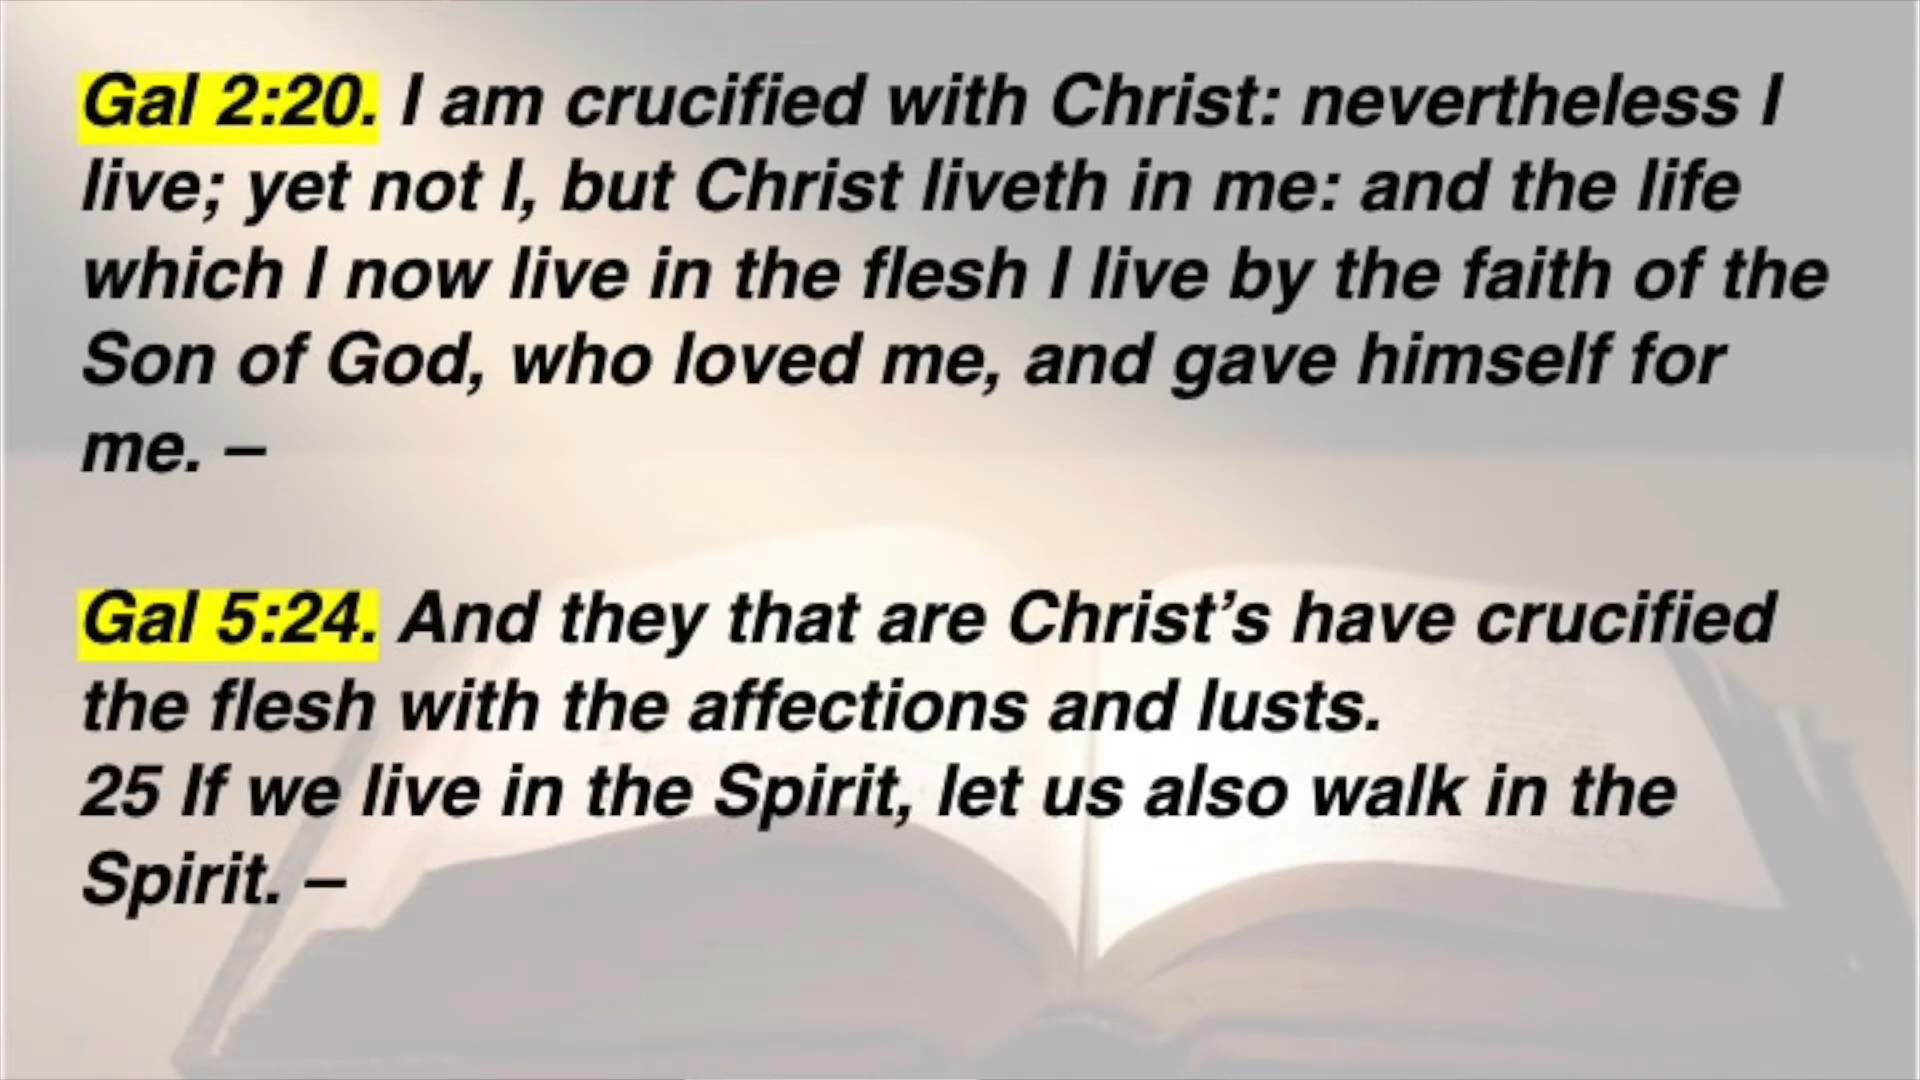 Gal 2:20. I am crucified with Christ: nevertheless I
live; yet not I, but Christ liveth in me: and the life
which I now live in the flesh I live by the faith of the
Son of God, who loved me, and gave himself for
me. –
Gal 5:24. And they that are Christ’s have crucified
the flesh with the affections and lusts.
25 If we live in the Spirit, let us also walk in the
Spirit. –